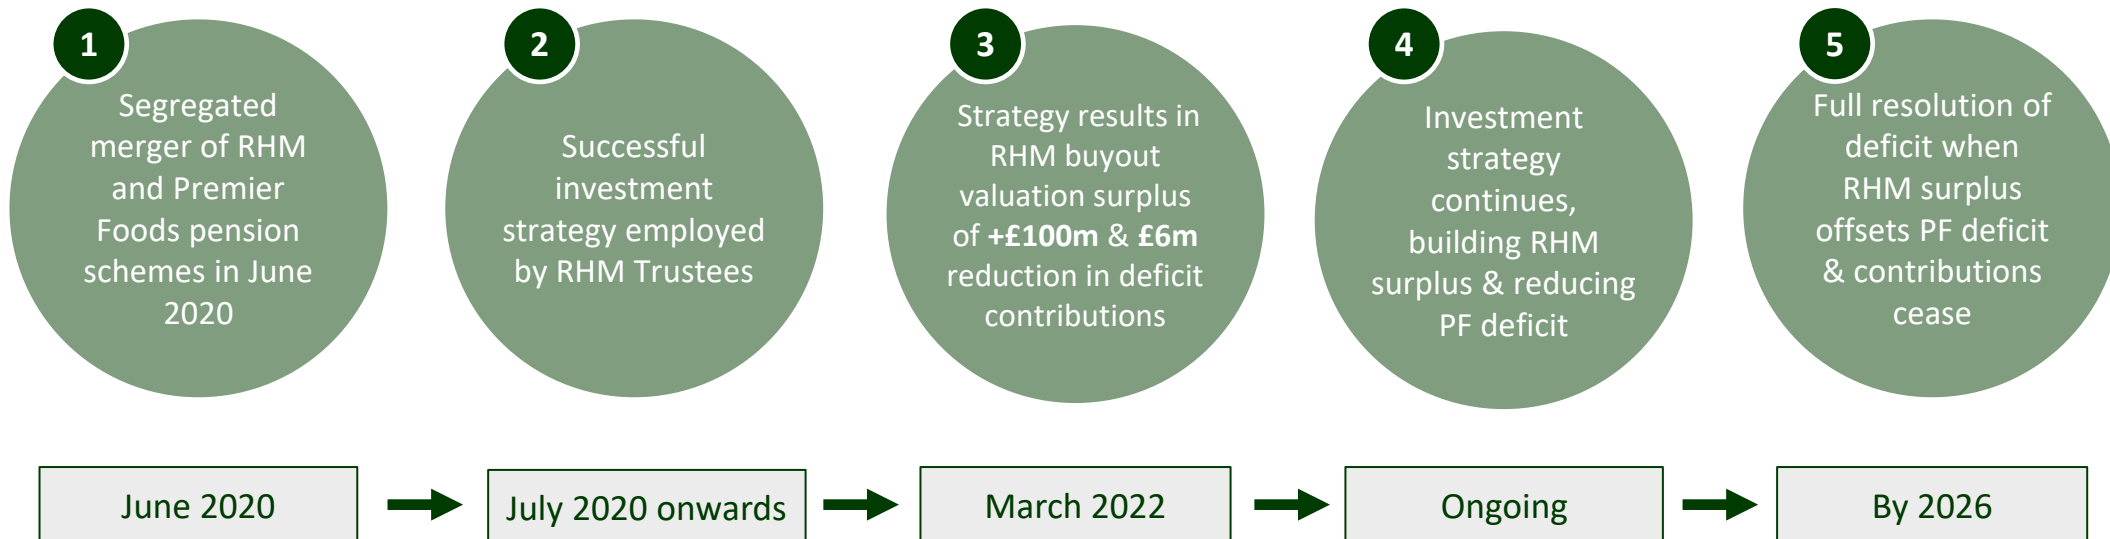 1
Segregated
merger of RHM
and Premier
Foods pension
schemes in June
2020
2
Successful
investment
strategy employed
by RHM Trustees
3
Strategy results in
RHM buyout
valuation surplus
of +£100m & £6m
reduction in deficit
contributions
4
Investment
strategy
continues,
building RHM
surplus & reducing
PF deficit
5
Full resolution of
deficit when
RHM surplus
offsets PF deficit
& contributions
cease
June 2020
July 2020 onwards
March 2022
Ongoing
By 2026